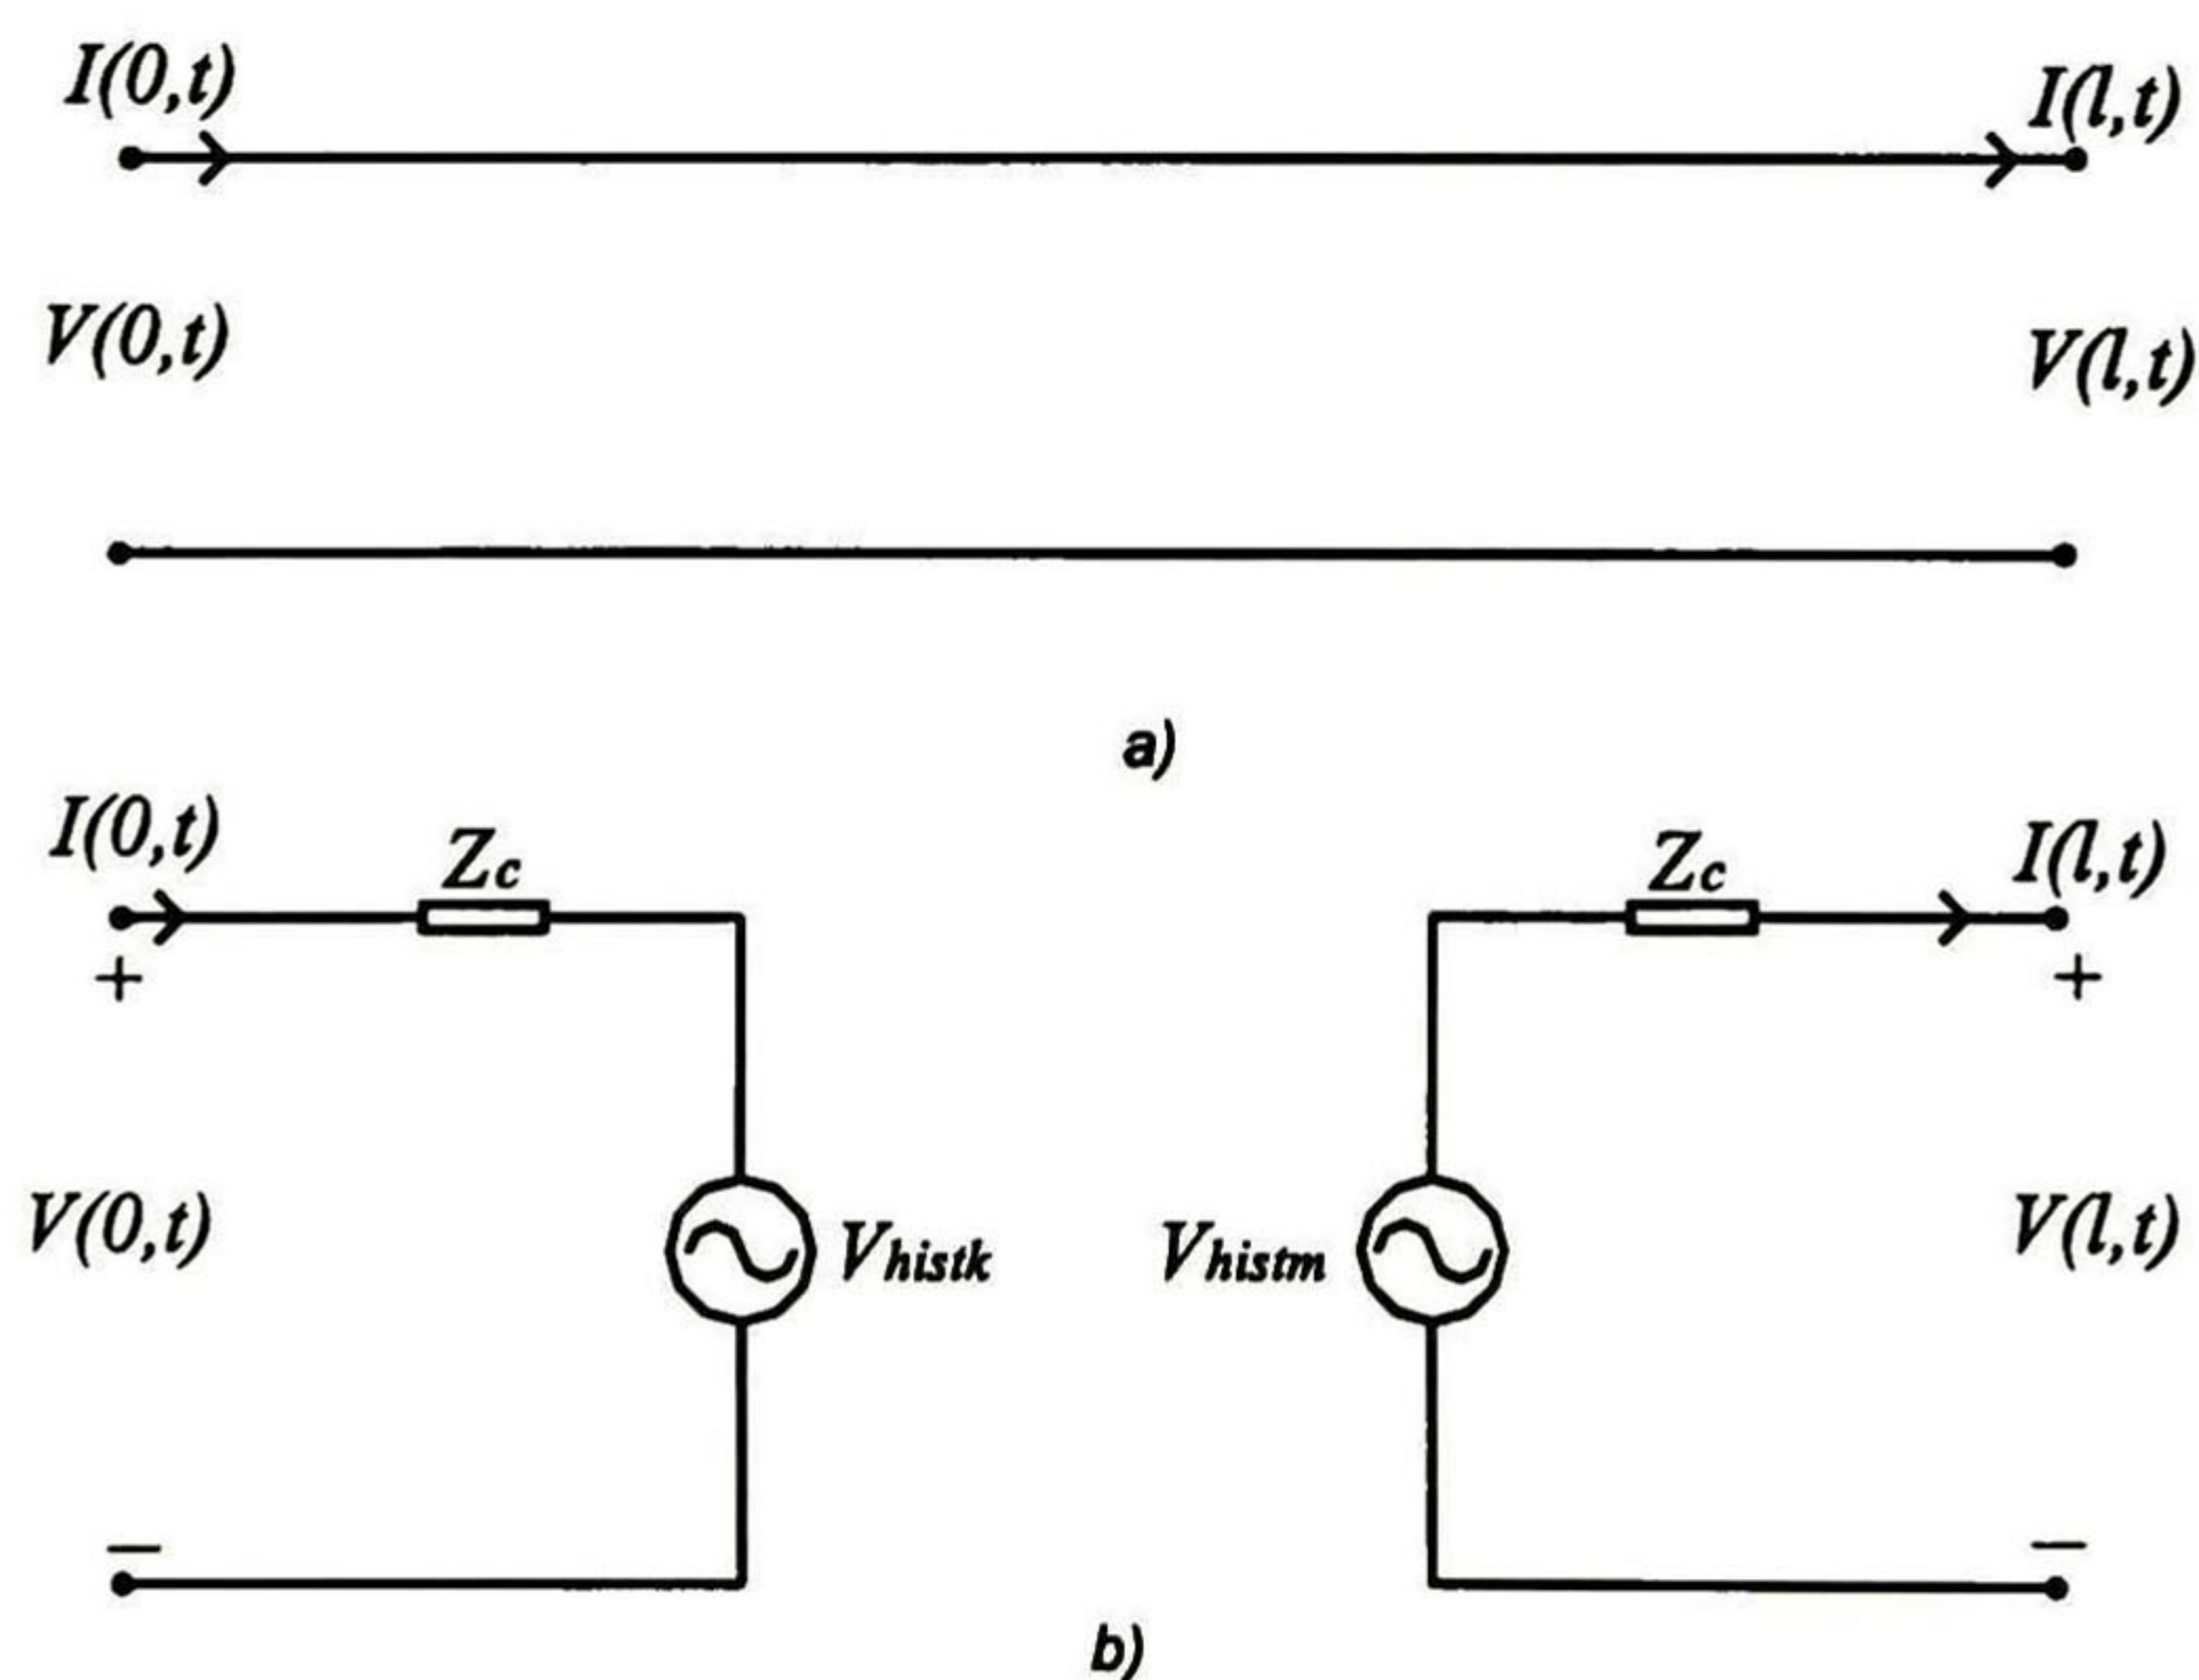 I(0,t) I(l,t)
V(0,t) V(l,t)
a)
I(0,t) Zc Zc I(l,t)
+ +
V(0,t) Vhistk Vhistm V(l,t)
− −
b)